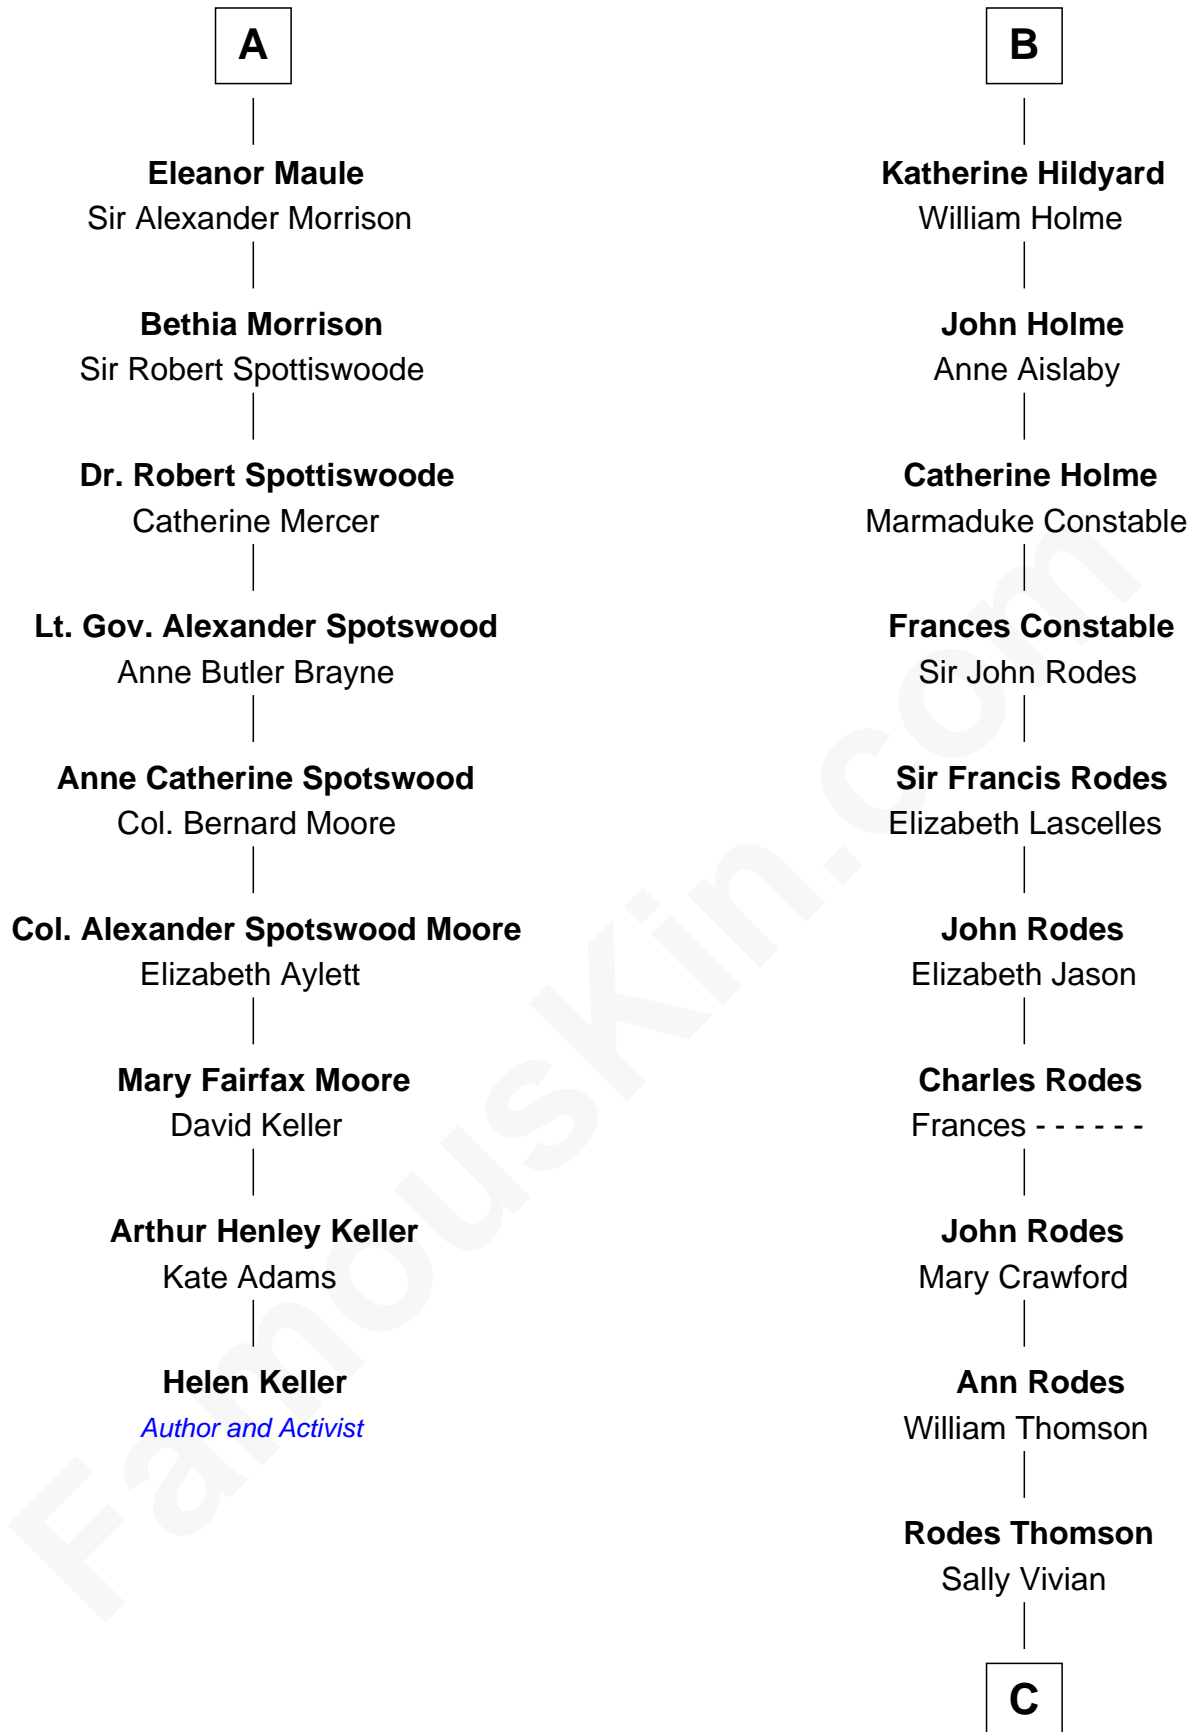 A
Eleanor Maule
Sir Alexander Morrison
Bethia Morrison
Sir Robert Spottiswoode
Dr. Robert Spottiswoode
Catherine Mercer
Lt. Gov. Alexander Spotswood
Anne Butler Brayne
Anne Catherine Spotswood
Col. Bernard Moore
Col. Alexander Spotswood Moore
Elizabeth Aylett
Mary Fairfax Moore
David Keller
Arthur Henley Keller
Kate Adams
Helen Keller
Author and Activist
B
Katherine Hildyard
William Holme
John Holme
Anne Aislaby
Catherine Holme
Marmaduke Constable
Frances Constable
Sir John Rodes
Sir Francis Rodes
Elizabeth Lascelles
John Rodes
Elizabeth Jason
Charles Rodes
Frances - - - - - -
John Rodes
Mary Crawford
Ann Rodes
William Thomson
Rodes Thomson
Sally Vivian
C
FamousKin.com